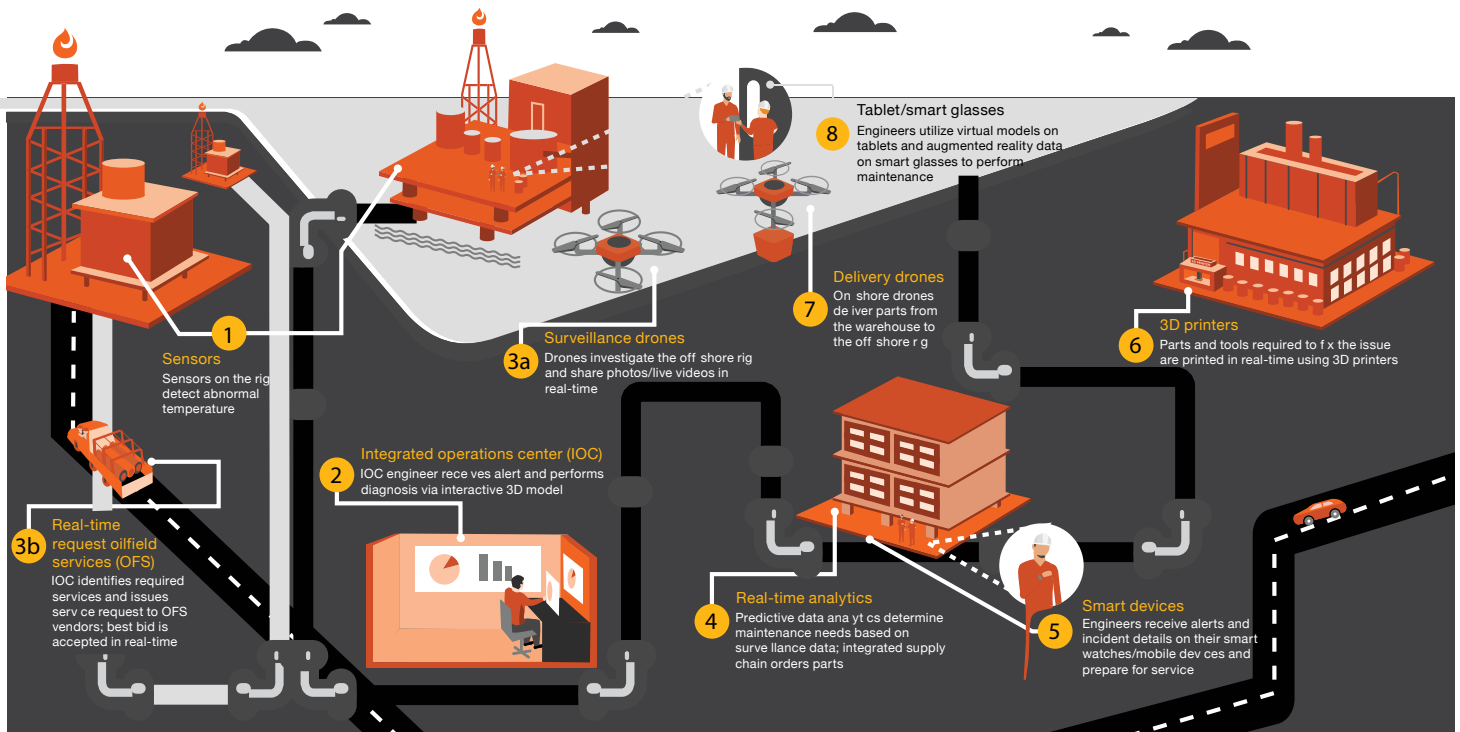 1
Sensors
Sensors on the rig
detect abnormal
temperature
2
Integrated operations center (IOC)
IOC engineer rece ves alert and performs
diagnosis via interactive 3D model
3a
Surveillance drones
Drones investigate the off shore rig
and share photos/live videos in
real-time
3b
Real-time
request oilfield
services (OFS)
IOC identifies required
services and issues
serv ce request to OFS
vendors; best bid is
accepted in real-time
4
Real-time analytics
Predictive data ana yt cs determine
maintenance needs based on
surve llance data; integrated supply
chain orders parts
5
Smart devices
Engineers receive alerts and
incident details on their smart
watches/mobile dev ces and
prepare for service
6
3D printers
Parts and tools required to f x the issue
are printed in real-time using 3D printers
7
Delivery drones
On shore drones
de iver parts from
the warehouse to
the off shore r g
8
Tablet/smart glasses
Engineers utilize virtual models on
tablets and augmented reality data
on smart glasses to perform
maintenance